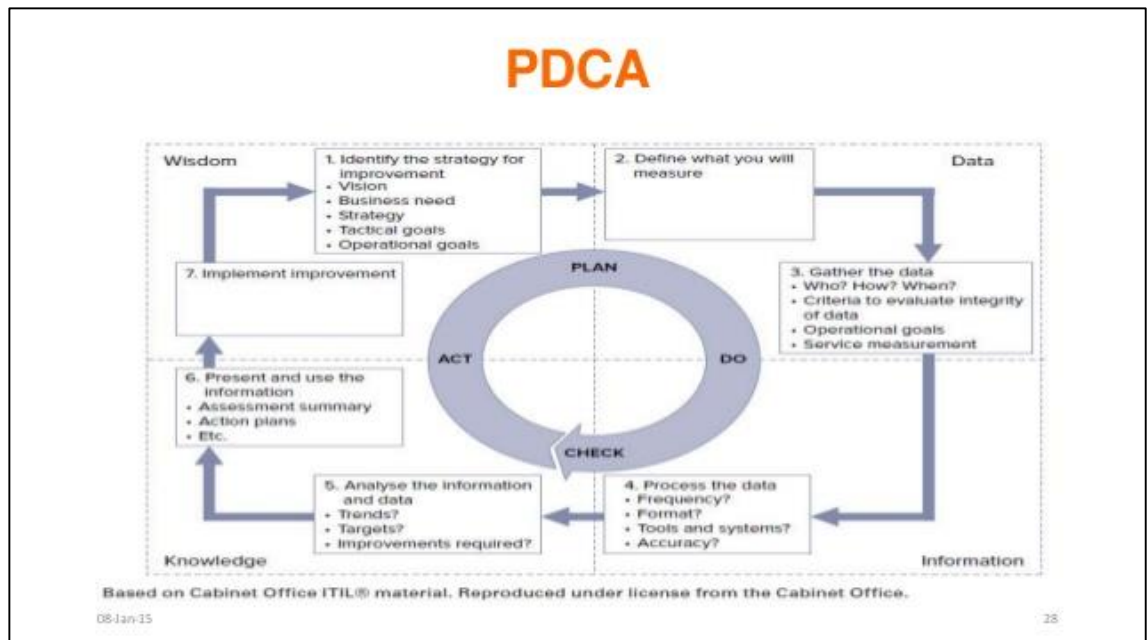 PDCA
Wisdom
1. Identify the strategy for
improvement
• Vision
• Business need
• Strategy
• Tactical goals
• Operational goals
2. Define what you will
measure
Data
3. Gather the data
• Who? How? When?
• Criteria to evaluate integrity
of data
• Operational goals
• Service measurement
7. Implement improvement
PLAN
ACT
DO
CHECK
6. Present and use the
information
• Assessment summary
• Action plans
• Etc.
5. Analyse the information
and data
• Trends?
• Targets?
• Improvements required?
4. Process the data
• Frequency?
• Format?
• Tools and systems?
• Accuracy?
Knowledge
Information
Based on Cabinet Office ITIL® material. Reproduced under license from the Cabinet Office.
08-Jan-15
28